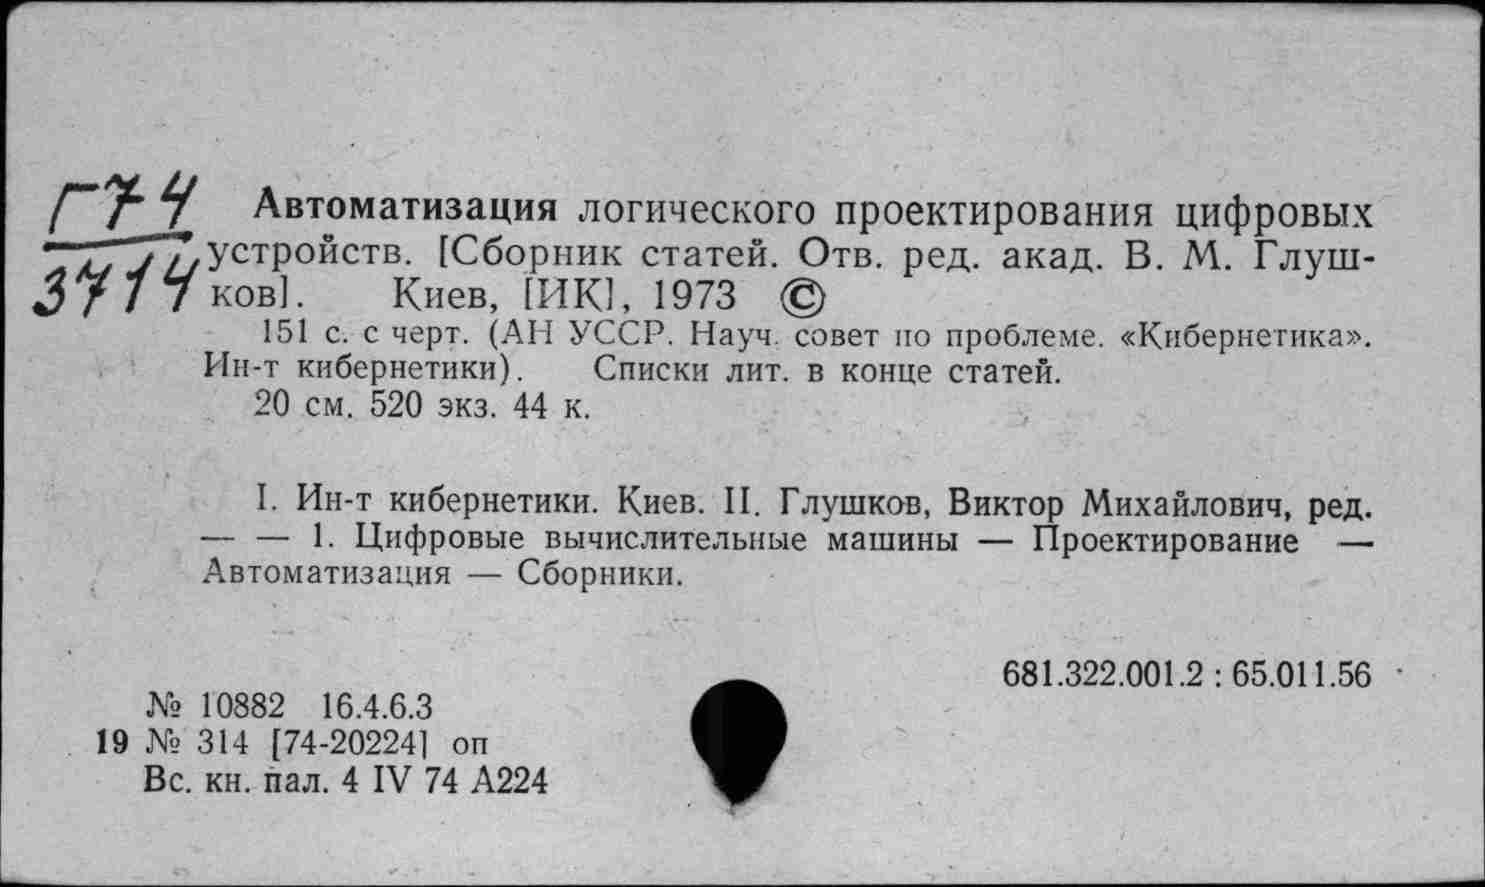 Г74
3414
Автоматизация логического проектирования цифровых
устройств. [Сборник статей. Отв. ред. акад. В. М. Глуш-
ков]. Киев, [ИК], 1973 ©
151 с. с черт. (АН УССР. Науч. совет по проблеме. «Кибернетика».
Ин-т кибернетики). Списки лит. в конце статей.
20 см. 520 экз. 44 к.
I. Ин-т кибернетики. Киев. II. Глушков, Виктор Михайлович, ред.
— — 1. Цифровые вычислительные машины — Проектирование —
Автоматизация — Сборники.
681.322.001.2 : 65.011.56
№ 10882 16.4.6.3
19 № 314 [74-20224] оп
Вс. кн. пал. 4 IV 74 А224